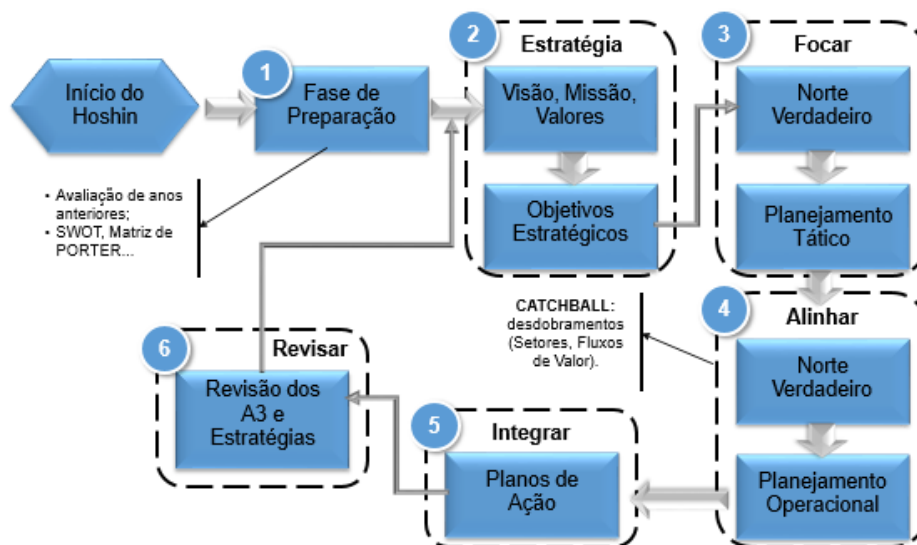 Início do
Hoshin
1
Fase de
Preparação
• Avaliação de anos
anteriores;
• SWOT, Matriz de
PORTER...
2
Estratégia
Visão, Missão,
Valores
Objetivos
Estratégicos
3
Focar
Norte
Verdadeiro
Planejamento
Tático
4
Alinhar
Norte
Verdadeiro
Planejamento
Operacional
CATCHBALL:
desdobramentos
(Setores, Fluxos
de Valor).
5
Integrar
Planos de
Ação
6
Revisar
Revisão dos
A3 e
Estratégias